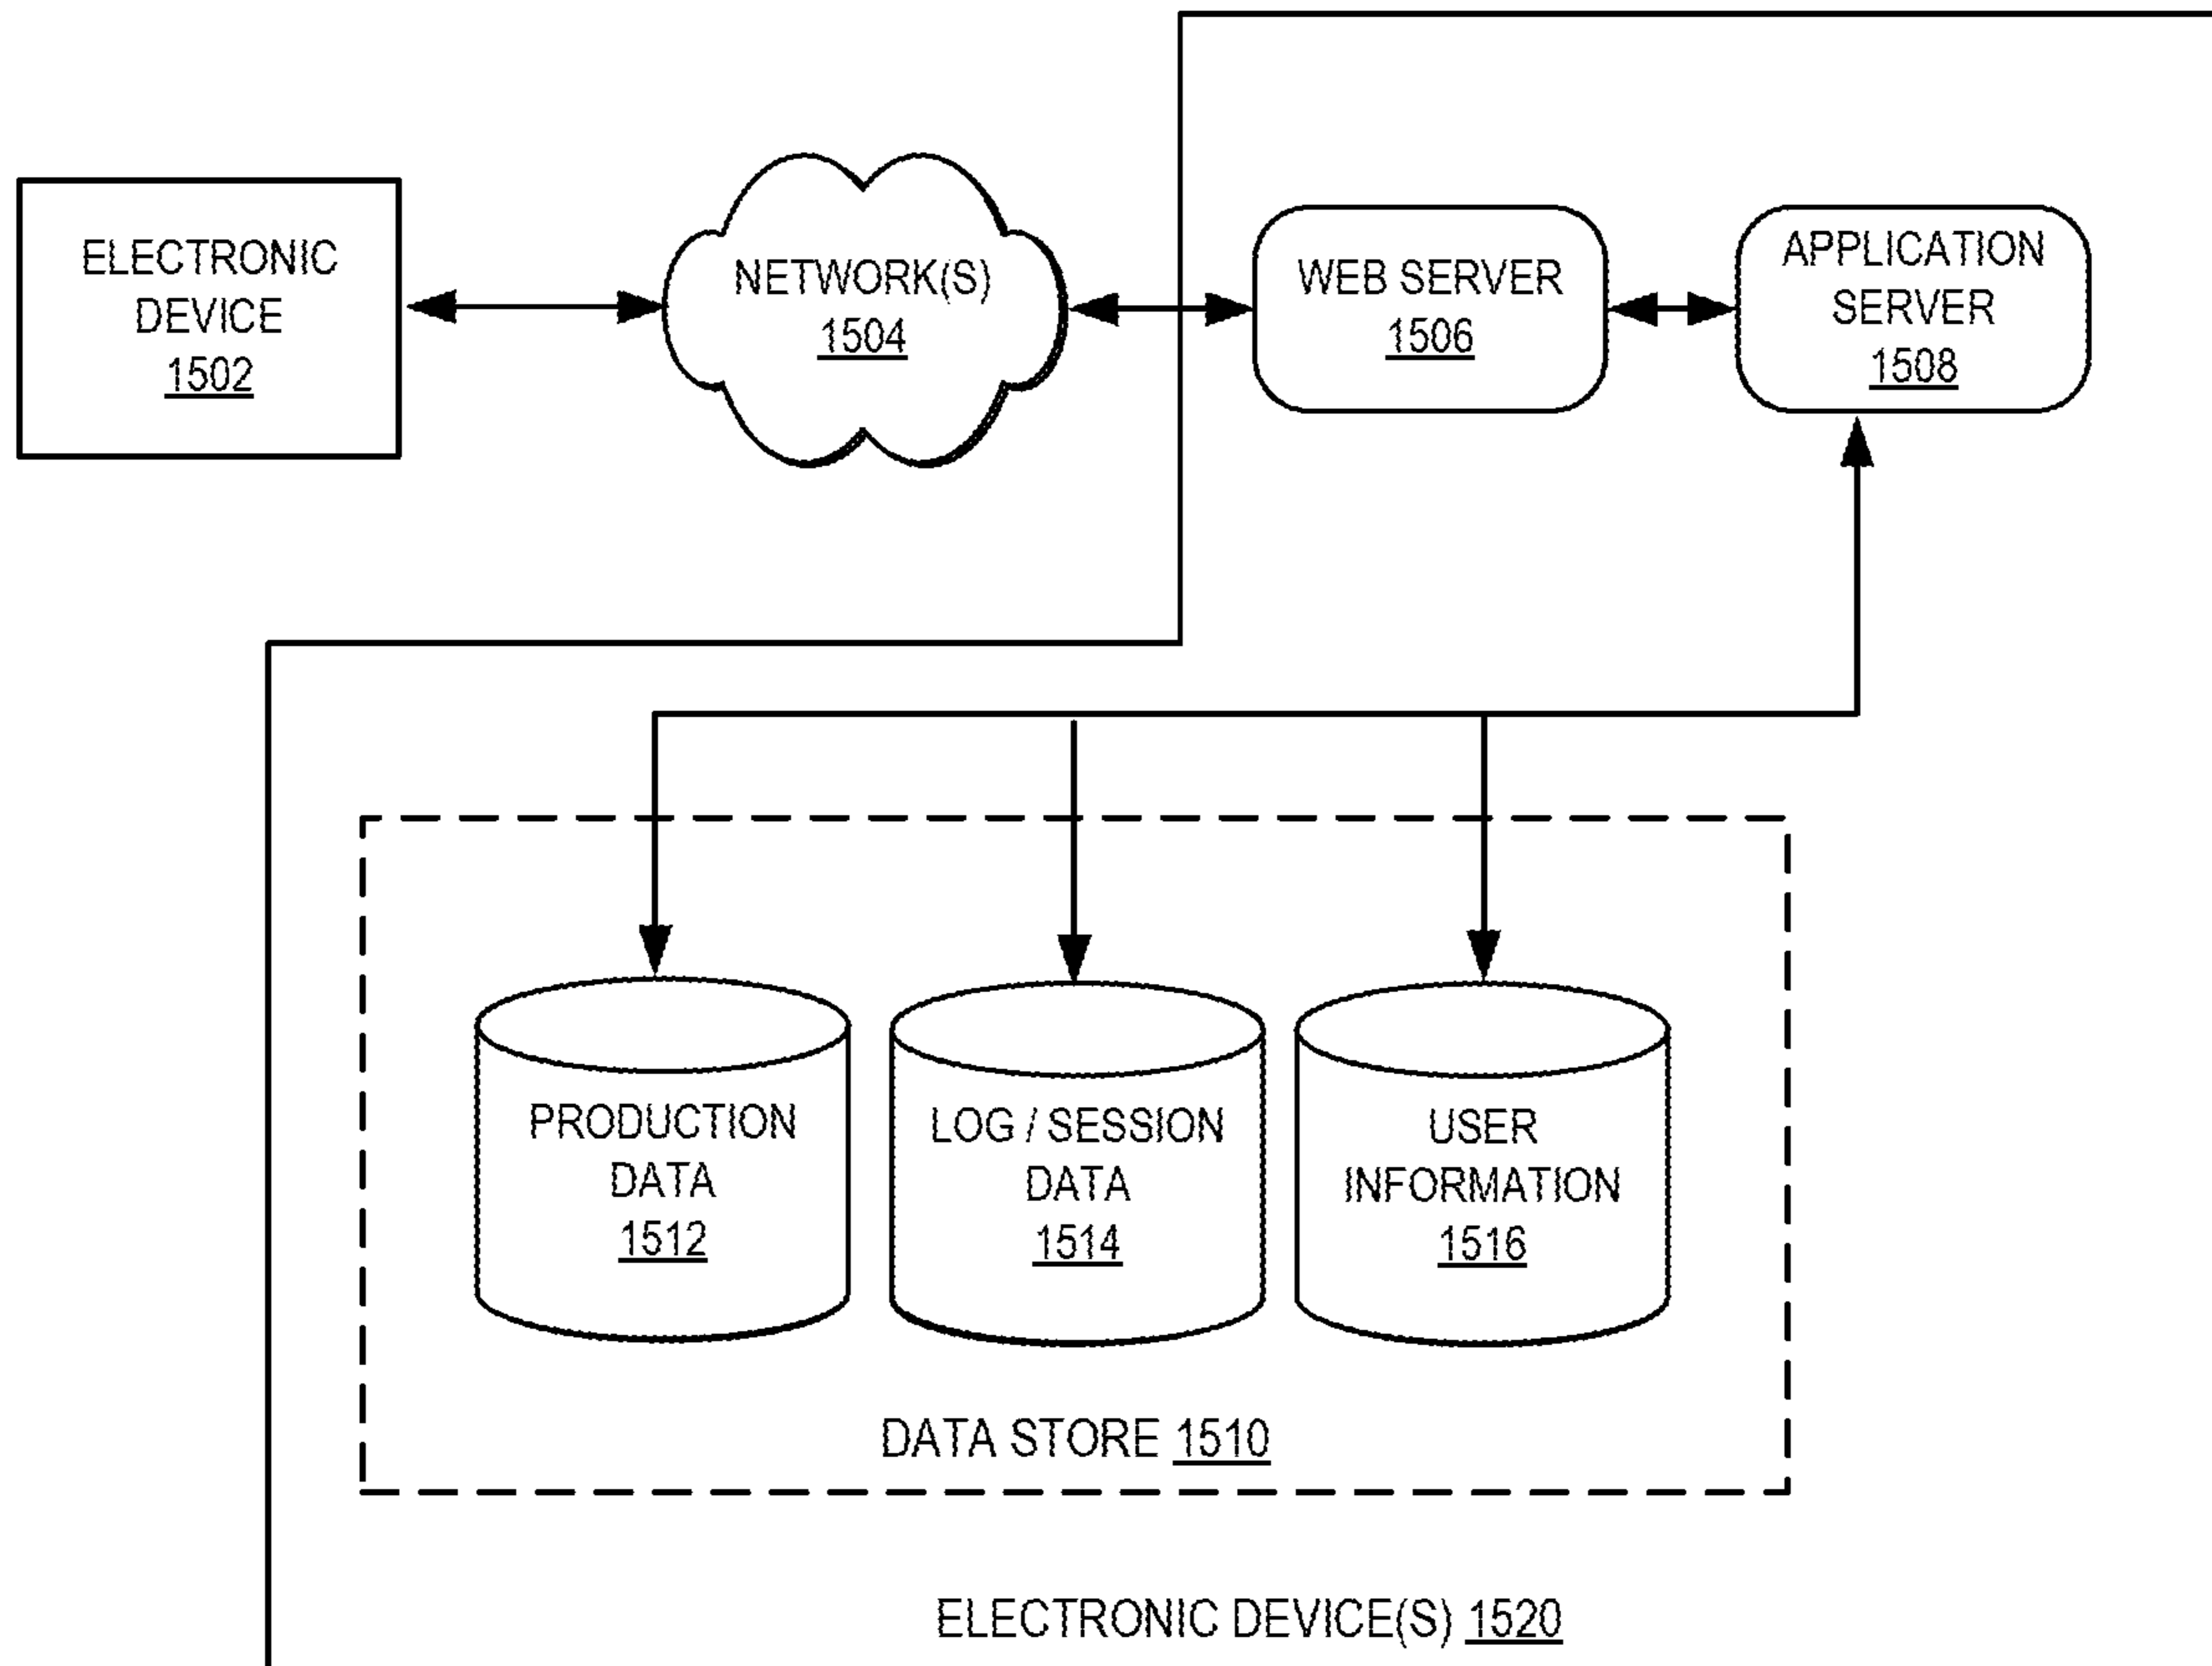 ELECTRONIC
DEVICE
1502
NETWORK(S)
1504
WEB SERVER
1506
APPLICATION
SERVER
1508
PRODUCTION
DATA
1512
LOG / SESSION
DATA
1514
USER
INFORMATION
1516
DATA STORE 1510
ELECTRONIC DEVICE(S) 1520